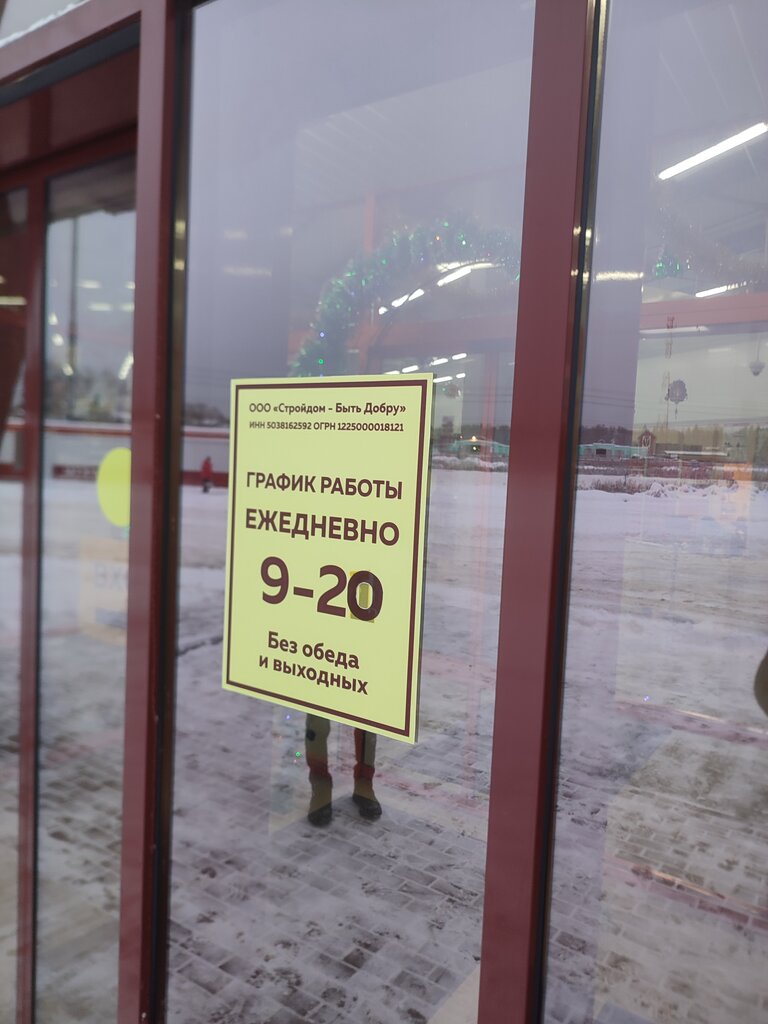 ООО «Стройдом - Быть Добру»
ИНН 5038162592 ОГРН 1225000018121
ГРАФИК РАБОТЫ
ЕЖЕДНЕВНО
9-20
Без обеда
и выходных